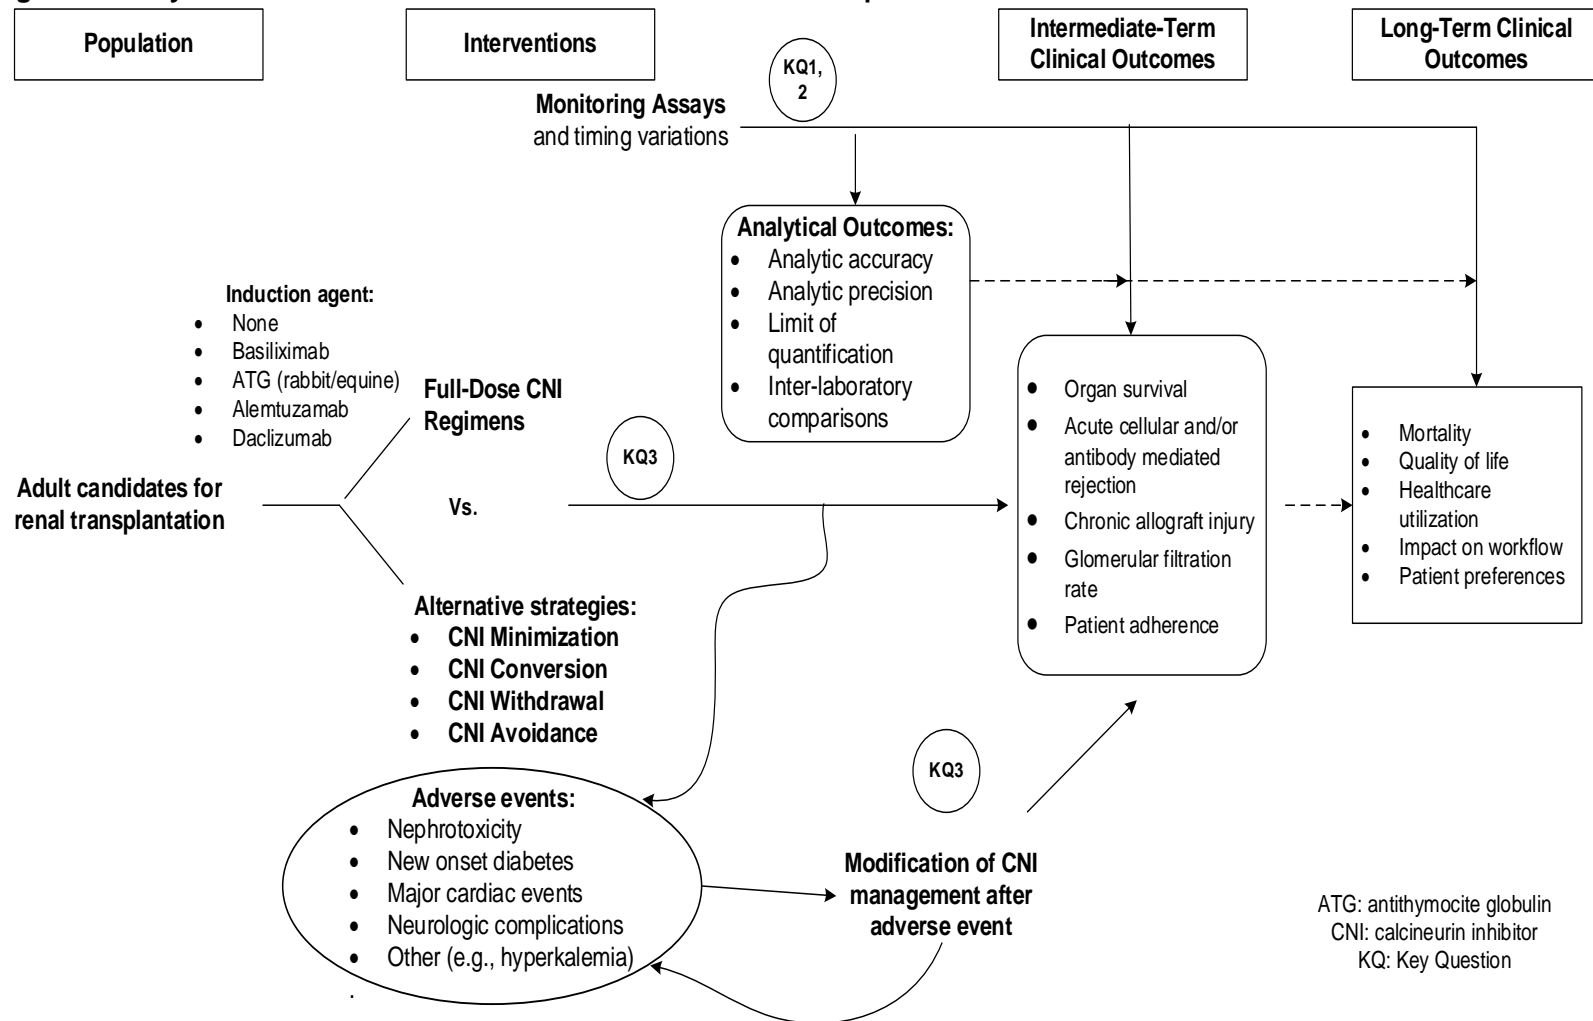 Population
Interventions
Intermediate-Term
Clinical Outcomes
Long-Term Clinical
Outcomes
KQ1,
2
Monitoring Assays
and timing variations
Analytical Outcomes:
• Analytic accuracy
• Analytic precision
• Limit of
quantification
• Inter-laboratory
comparisons
Induction agent:
• None
• Basiliximab
• ATG (rabbit/equine)
• Alemtuzamab
• Daclizumab
Full-Dose CNI
Regimens
KQ3
Adult candidates for
renal transplantation
Vs.
Alternative strategies:
• CNI Minimization
• CNI Conversion
• CNI Withdrawal
• CNI Avoidance
• Organ survival
• Acute cellular and/or
antibody mediated
rejection
• Chronic allograft injury
• Glomerular filtration
rate
• Patient adherence
• Mortality
• Quality of life
• Healthcare
utilization
• Impact on workflow
• Patient preferences
KQ3
Adverse events:
• Nephrotoxicity
• New onset diabetes
• Major cardiac events
• Neurologic complications
• Other (e.g., hyperkalemia)
.
Modification of CNI
management after
adverse event
ATG: antithymocite globulin
CNI: calcineurin inhibitor
KQ: Key Question